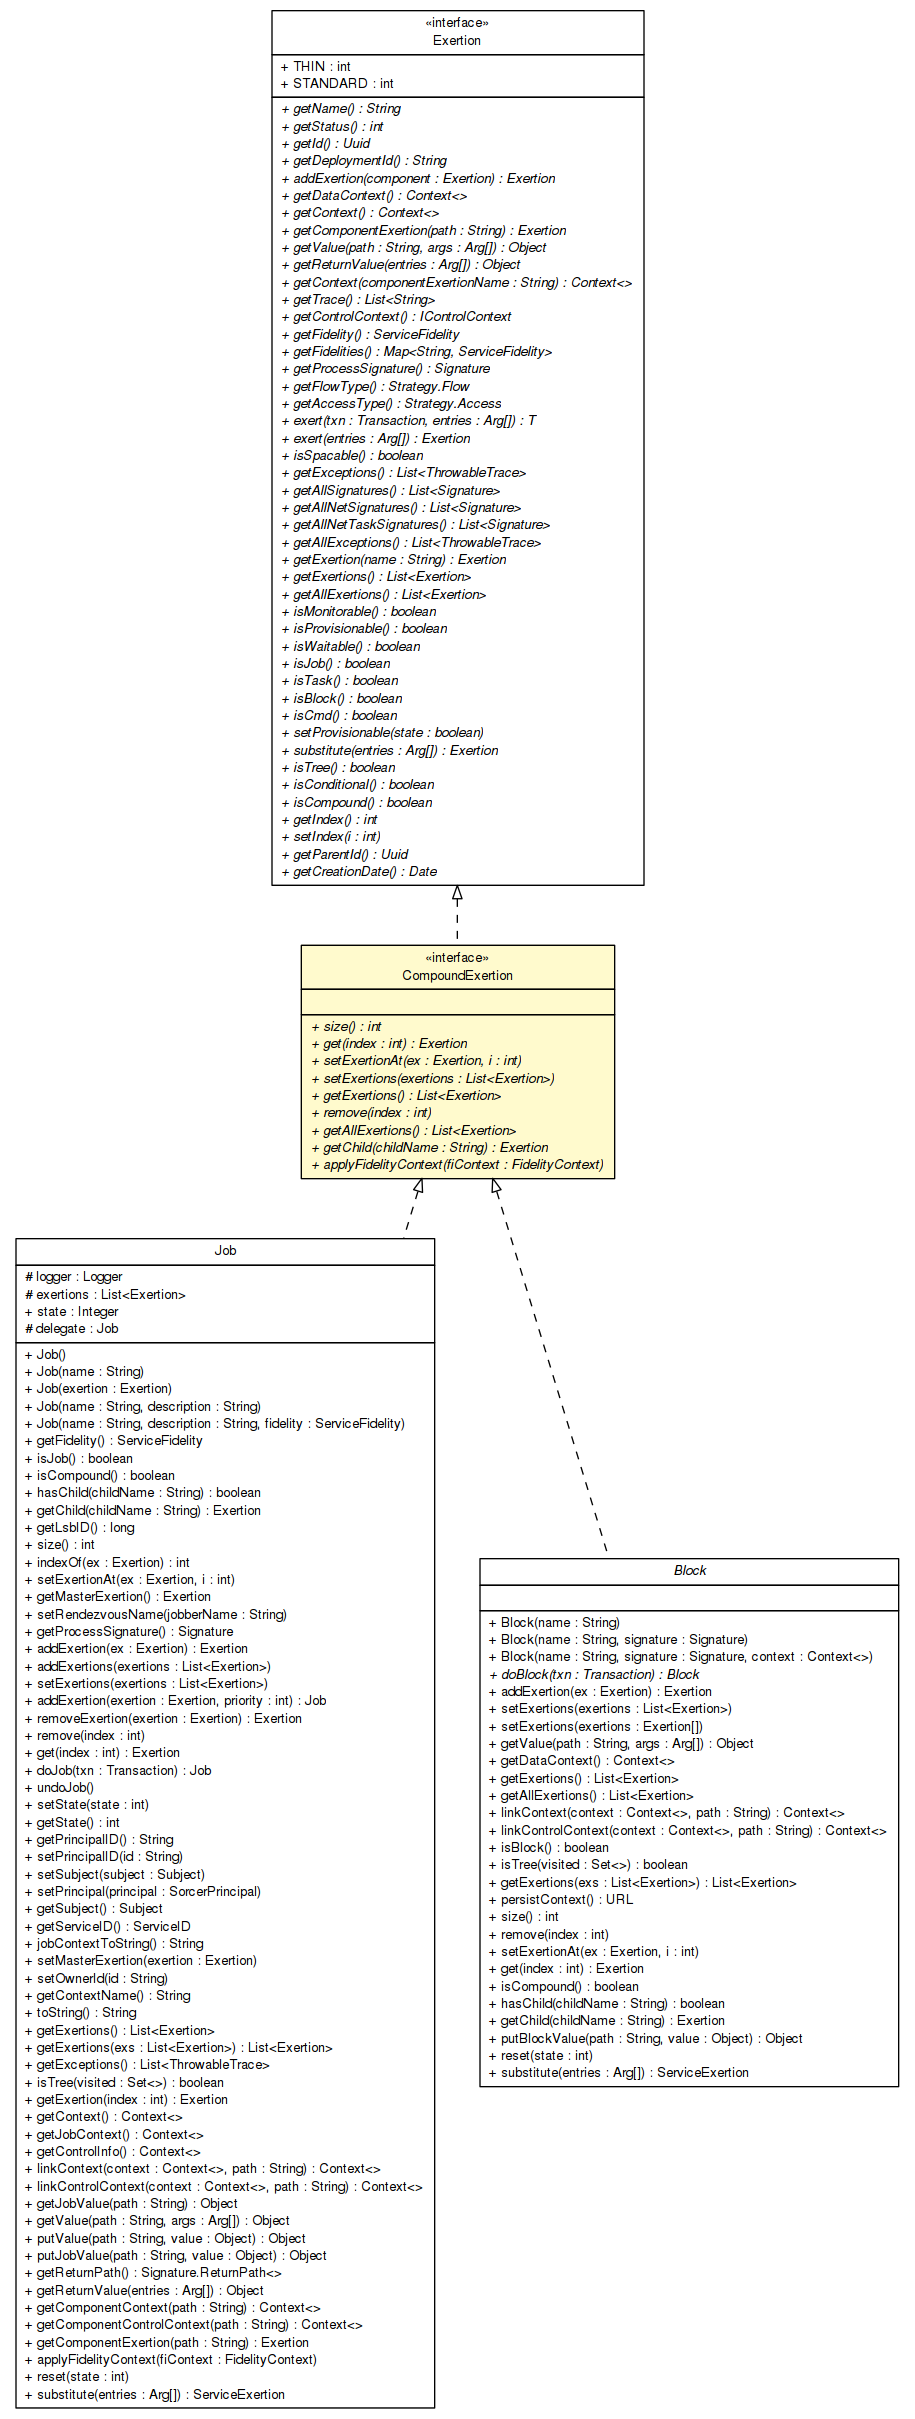 «interface»
Exertion
+ THIN : int
+ STANDARD : int
+ getName() : String
+ getStatus() : int
+ getId() : Uuid
+ getDeploymentId() : String
+ addExertion(component : Exertion) : Exertion
+ getDataContext() : Context<>
+ getContext() : Context<>
+ getComponentExertion(path : String) : Exertion
+ getValue(path : String, args : Arg[]) : Object
+ getReturnValue(entries : Arg[]) : Object
+ getContext(componentExertionName : String) : Context<>
+ getTrace() : List<String>
+ getControlContext() : IControlContext
+ getFidelity() : ServiceFidelity
+ getFidelities() : Map<String, ServiceFidelity>
+ getProcessSignature() : Signature
+ getFlowType() : Strategy.Flow
+ getAccessType() : Strategy.Access
+ exert(txn : Transaction, entries : Arg[]) : T
+ exert(entries : Arg[]) : Exertion
+ isSpacable() : boolean
+ getExceptions() : List<ThrowableTrace>
+ getAllSignatures() : List<Signature>
+ getAllNetSignatures() : List<Signature>
+ getAllNetTaskSignatures() : List<Signature>
+ getAllExceptions() : List<ThrowableTrace>
+ getExertion(name : String) : Exertion
+ getExertions() : List<Exertion>
+ getAllExertions() : List<Exertion>
+ isMonitorable() : boolean
+ isProvisionable() : boolean
+ isWaitable() : boolean
+ isJob() : boolean
+ isTask() : boolean
+ isBlock() : boolean
+ isCmd() : boolean
+ setProvisionable(state : boolean)
+ substitute(entries : Arg[]) : Exertion
+ isTree() : boolean
+ isConditional() : boolean
+ isCompound() : boolean
+ getIndex() : int
+ setIndex(i : int)
+ getParentId() : Uuid
+ getCreationDate() : Date
«interface»
CompoundExertion
+ size() : int
+ get(index : int) : Exertion
+ setExertionAt(ex : Exertion, i : int)
+ setExertions(exertions : List<Exertion>)
+ getExertions() : List<Exertion>
+ remove(index : int)
+ getAllExertions() : List<Exertion>
+ getChild(childName : String) : Exertion
+ applyFidelityContext(fiContext : FidelityContext)
Job
# logger : Logger
# exertions : List<Exertion>
+ state : Integer
# delegate : Job
+ Job()
+ Job(name : String)
+ Job(exertion : Exertion)
+ Job(name : String, description : String)
+ Job(name : String, description : String, fidelity : ServiceFidelity)
+ getFidelity() : ServiceFidelity
+ isJob() : boolean
+ isCompound() : boolean
+ hasChild(childName : String) : boolean
+ getChild(childName : String) : Exertion
+ getLsbID() : long
+ size() : int
+ indexOf(ex : Exertion) : int
+ setExertionAt(ex : Exertion, i : int)
+ getMasterExertion() : Exertion
+ setRendezvousName(jobberName : String)
+ getProcessSignature() : Signature
+ addExertion(ex : Exertion) : Exertion
+ addExertions(exertions : List<Exertion>)
+ setExertions(exertions : List<Exertion>)
+ addExertion(exertion : Exertion, priority : int) : Job
+ removeExertion(exertion : Exertion) : Exertion
+ remove(index : int)
+ get(index : int) : Exertion
+ doJob(txn : Transaction) : Job
+ undoJob()
+ setState(state : int)
+ getState() : int
+ getPrincipalID() : String
+ setPrincipalID(id : String)
+ setSubject(subject : Subject)
+ setPrincipal(principal : SorcerPrincipal)
+ getSubject() : Subject
+ getServiceID() : ServiceID
+ jobContextToString() : String
+ setMasterExertion(exertion : Exertion)
+ setOwnerId(id : String)
+ getContextName() : String
+ toString() : String
+ getExertions() : List<Exertion>
+ getExertions(exs : List<Exertion>) : List<Exertion>
+ getExceptions() : List<ThrowableTrace>
+ isTree(visited : Set<>) : boolean
+ getExertion(index : int) : Exertion
+ getContext() : Context<>
+ getJobContext() : Context<>
+ getControlInfo() : Context<>
+ linkContext(context : Context<>, path : String) : Context<>
+ linkControlContext(context : Context<>, path : String) : Context<>
+ getJobValue(path : String) : Object
+ getValue(path : String, args : Arg[]) : Object
+ putValue(path : String, value : Object) : Object
+ putJobValue(path : String, value : Object) : Object
+ getReturnPath() : Signature.ReturnPath<>
+ getReturnValue(entries : Arg[]) : Object
+ getComponentContext(path : String) : Context<>
+ getComponentControlContext(path : String) : Context<>
+ getComponentExertion(path : String) : Exertion
+ applyFidelityContext(fiContext : FidelityContext)
+ reset(state : int)
+ substitute(entries : Arg[]) : ServiceExertion
Block
+ Block(name : String)
+ Block(name : String, signature : Signature)
+ Block(name : String, signature : Signature, context : Context<>)
+ doBlock(txn : Transaction) : Block
+ addExertion(ex : Exertion) : Exertion
+ setExertions(exertions : List<Exertion>)
+ setExertions(exertions : Exertion[])
+ getValue(path : String, args : Arg[]) : Object
+ getDataContext() : Context<>
+ getExertions() : List<Exertion>
+ getAllExertions() : List<Exertion>
+ linkContext(context : Context<>, path : String) : Context<>
+ linkControlContext(context : Context<>, path : String) : Context<>
+ isBlock() : boolean
+ isTree(visited : Set<>) : boolean
+ getExertions(exs : List<Exertion>) : List<Exertion>
+ persistContext() : URL
+ size() : int
+ remove(index : int)
+ setExertionAt(ex : Exertion, i : int)
+ get(index : int) : Exertion
+ isCompound() : boolean
+ hasChild(childName : String) : boolean
+ getChild(childName : String) : Exertion
+ putBlockValue(path : String, value : Object) : Object
+ reset(state : int)
+ substitute(entries : Arg[]) : ServiceExertion